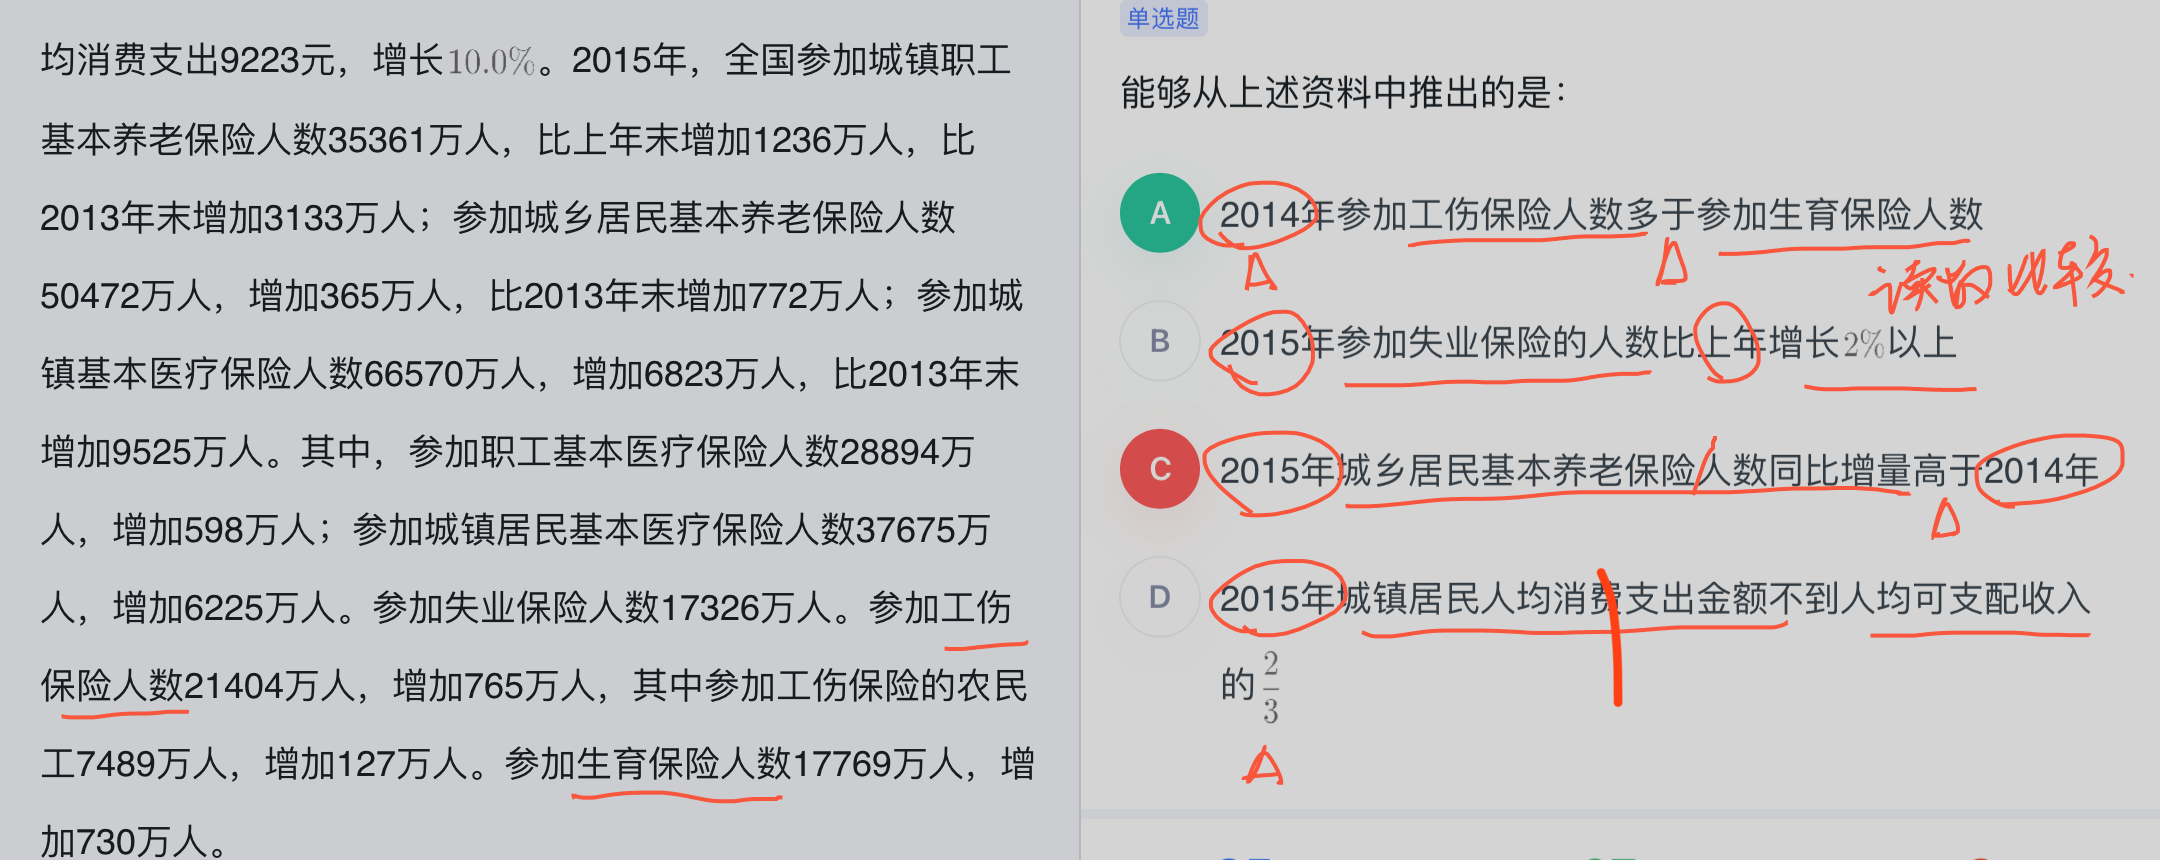 均消费支出9223元，增长10.0%。2015年，全国参加城镇职工
基本养老保险人数35361万人，比上年末增加1236万人，比
2013年末增加3133万人；参加城乡居民基本养老保险人数
50472万人，增加365万人，比2013年末增加772万人；参加城
镇基本医疗保险人数66570万人，增加6823万人，比2013年末
增加9525万人。其中，参加职工基本医疗保险人数28894万
人，增加598万人；参加城镇居民基本医疗保险人数37675万
人，增加6225万人。参加失业保险人数17326万人。参加工伤
保险人数21404万人，增加765万人，其中参加工伤保险的农民
工7489万人，增加127万人。参加生育保险人数17769万人，增
加730万人。
单选题
能够从上述资料中推出的是：
A 2014年参加工伤保险人数多于参加生育保险人数
读的比较
B 2015年参加失业保险的人数比上年增长2%以上
C 2015年城乡居民基本养老保险人数同比增量高于2014年
D 2015年城镇居民人均消费支出金额不到人均可支配收入
的2/3